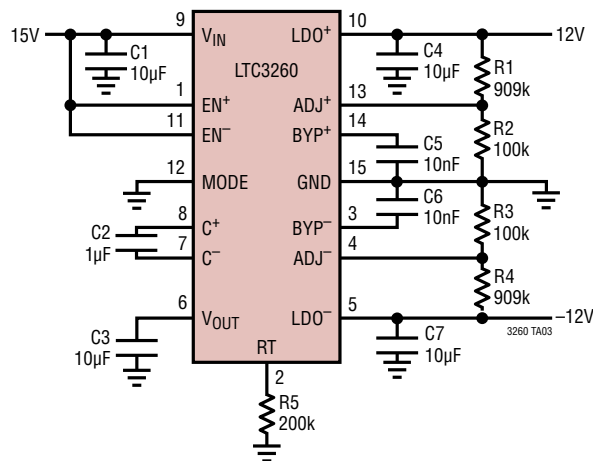 15V
9
VIN
C1
10µF
LTC3260
LDO+
10
12V
C4
10µF
R1
909k
1
EN+
11
EN–
ADJ+
13
BYP+
14
C5
10nF
R2
100k
12
MODE
GND
15
C6
10nF
8
C+
7
C–
C2
1µF
BYP–
3
ADJ–
4
R3
100k
R4
909k
6
VOUT
C3
10µF
LDO–
5
–12V
3260 TA03
C7
10µF
RT
2
R5
200k